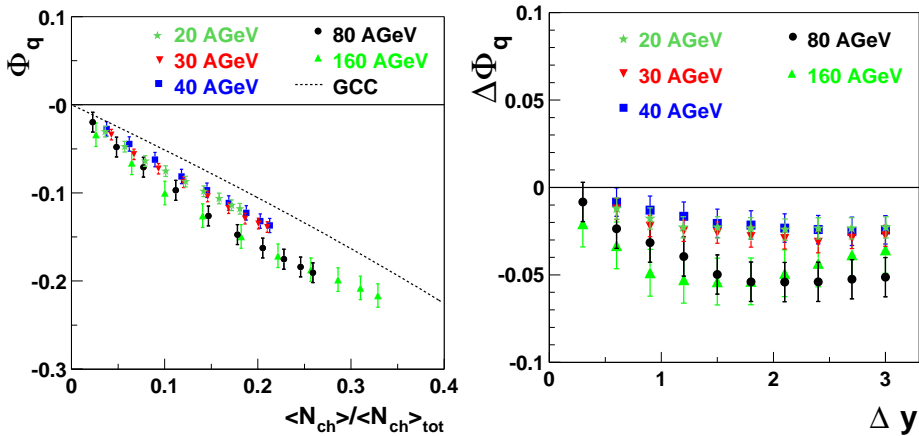 0.1
Φq
20 AGeV
80 AGeV
30 AGeV
160 AGeV
40 AGeV
GCC
-0
-0.1
-0.2
-0.3
0
0.1
0.2
0.3
0.4
<Nch>/<Nch>tot
0.1
ΔΦq
20 AGeV
80 AGeV
30 AGeV
160 AGeV
40 AGeV
0.05
0
-0.05
-0.1
0
1
2
3
Δ y